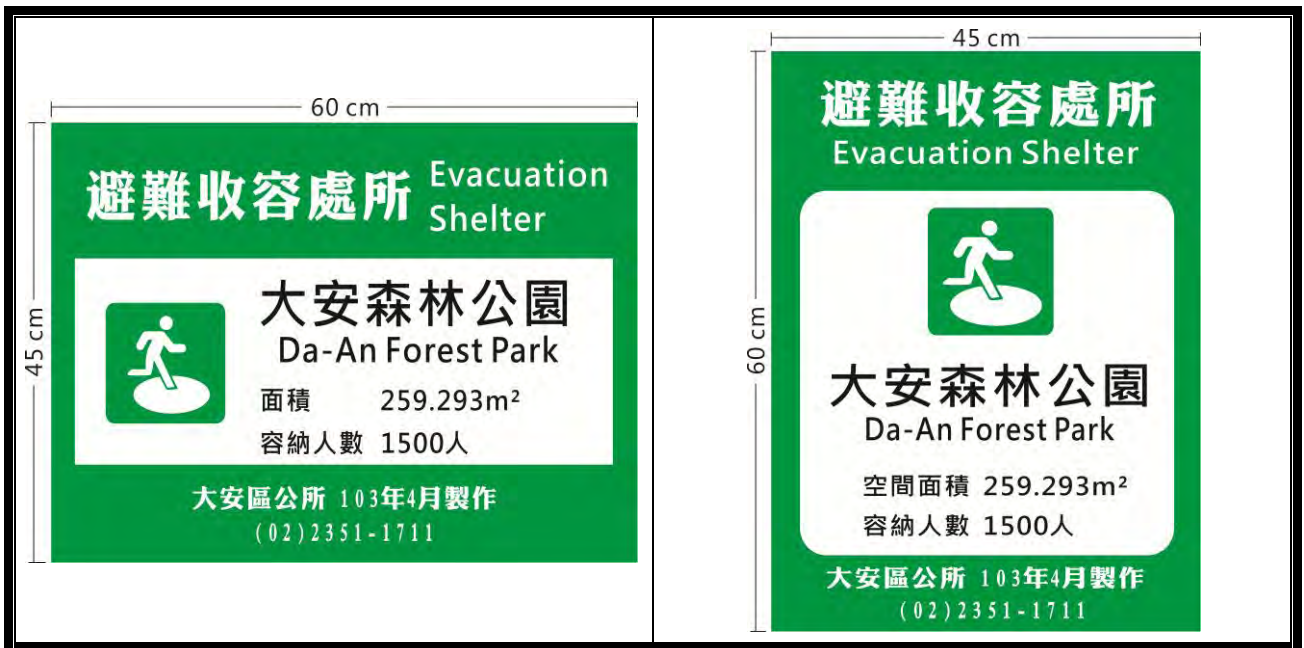 60 cm
45 cm
避難收容處所
Evacuation
Shelter
大安森林公園
Da-An Forest Park
面積 259.293m²
容納人數 1500人
大安區公所 103年4月製作
(02)2351-1711
45 cm
60 cm
避難收容處所
Evacuation Shelter
大安森林公園
Da-An Forest Park
空間面積 259.293m²
容納人數 1500人
大安區公所 103年4月製作
(02)2351-1711